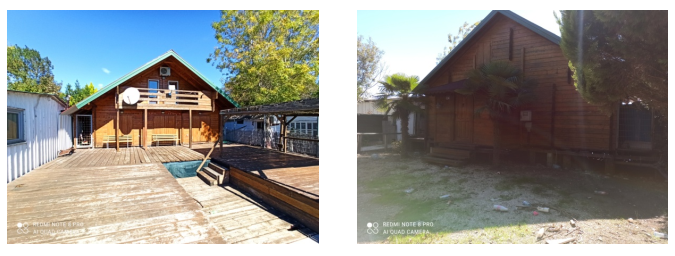 REDMI NOTE 8 PRO
AI QUAD CAMERA
REDMI NOTE 8 PRO
AI QUAD CAMERA